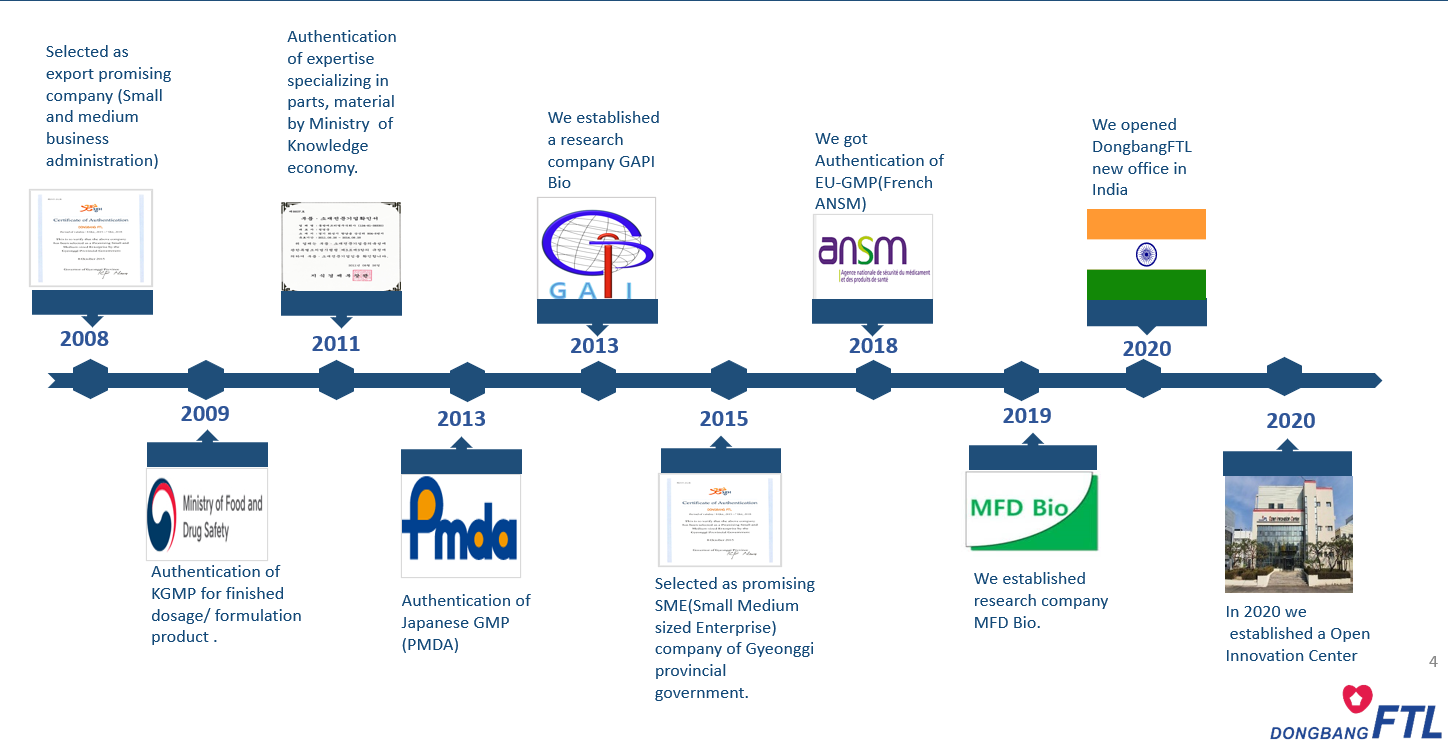 Selected as
export promising
company (Small
and medium
business
administration)
Certificate of Authentication
2008
Authentication
of expertise
specializing in
parts, material
by Ministry of
Knowledge
economy.
2011
We established
a research
company GAPI
Bio
GAPI
2013
We got
Authentication of
EU-GMP(French
ANSM)
ansm
Agence nationale de sécurité du médicament
et des produits de santé
2018
We opened
DongbangFTL
new office in
India
2020
2009
Ministry of Food and
Drug Safety
Authentication of
KGMP for finished
dosage/ formulation
product .
2013
Pmda
Authentication of
Japanese GMP
(PMDA)
2015
Certificate of Authentication
Selected as promising
SME(Small Medium
sized Enterprise)
company of Gyeonggi
provincial
government.
2019
MFD Bio
We established
research company
MFD Bio.
2020
Open Innovation Center
In 2020 we
established a Open
Innovation Center
4
DONGBANG FTL